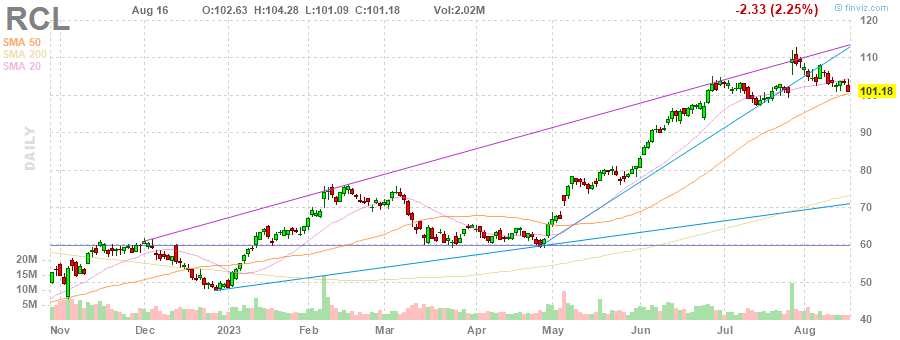 RCL Aug 16 O:102.63 H:104.28 L:101.09 C:101.18 Vol:2.02M -2.33 (2.25%) © finviz.com
SMA 50
SMA 200
SMA 20
DAILY
120
110
100
101.18
90
80
70
60
50
40
20M
15M
10M
5M
Nov Dec 2023 Feb Mar Apr May Jun Jul Aug